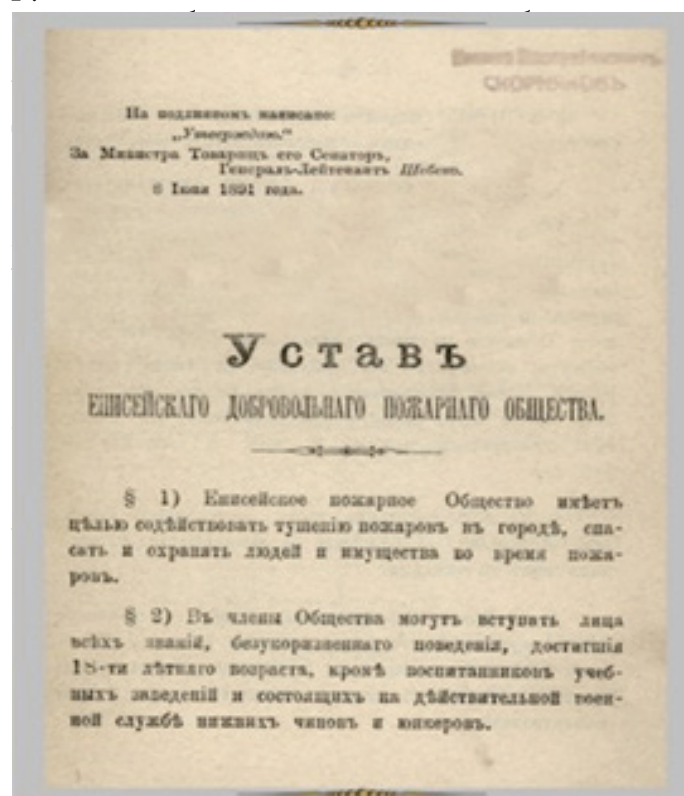 На подлинномъ написано:
„Утверждаю.“
За Министра Товарищъ его Сенаторъ,
Генералъ-Лейтенантъ Шебеко.
6 Іюня 1891 года.
Уставъ
ЕНИСЕЙСКАГО ДОБРОВОЛЬНАГО ПОЖАРНАГО ОБЩЕСТВА.
§ 1) Енисейское пожарное Общество имѣетъ
цѣлью содѣйствовать тушенію пожаровъ въ городѣ, спа-
сать и охранять людей и имущества во время пожа-
ровъ.
§ 2) Въ члены Общества могутъ вступать лица
всѣхъ званій, безукоризненнаго поведенія, достигшія
18-ти лѣтняго возраста, кромѣ воспитанниковъ учеб-
ныхъ заведеній и состоящихъ на дѣйствительной воен-
ной службѣ нижнихъ чиновъ и юнкеровъ.